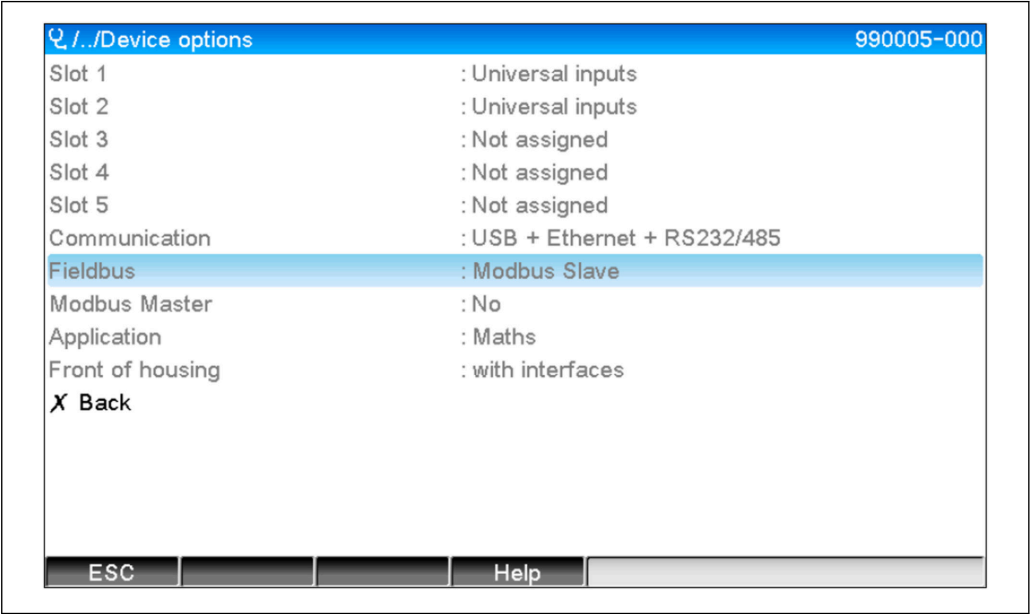 /../Device options 990005-000
Slot 1 : Universal inputs
Slot 2 : Universal inputs
Slot 3 : Not assigned
Slot 4 : Not assigned
Slot 5 : Not assigned
Communication : USB + Ethernet + RS232/485
Fieldbus : Modbus Slave
Modbus Master : No
Application : Maths
Front of housing : with interfaces
X Back
ESC Help